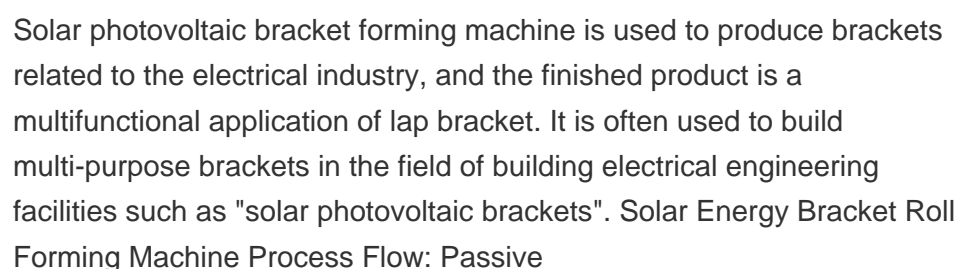 Solar photovoltaic bracket forming machine is used to produce brackets
related to the electrical industry, and the finished product is a
multifunctional application of lap bracket. It is often used to build
multi-purpose brackets in the field of building electrical engineering
facilities such as "solar photovoltaic brackets". Solar Energy Bracket Roll
Forming Machine Process Flow: Passive